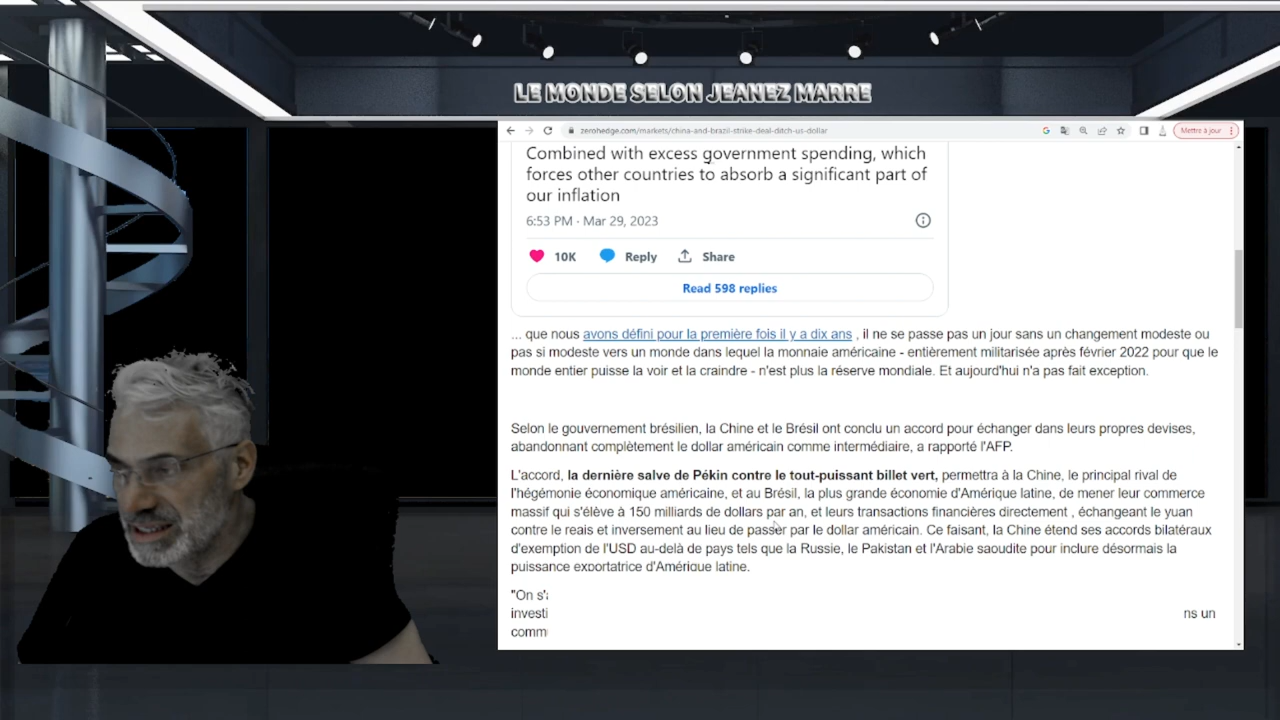 LE MONDE SELON JEANEZ MARRE
zerohedge.com/markets/china-and-brazil-strike-deal-ditch-us-dollar
Mettre à jour
Combined with excess government spending, which
forces other countries to absorb a significant part of
our inflation
6:53 PM · Mar 29, 2023
10K Reply Share
Read 598 replies
... que nous avons défini pour la première fois il y a dix ans , il ne se passe pas un jour sans un changement modeste ou
pas si modeste vers un monde dans lequel la monnaie américaine - entièrement militarisée après février 2022 pour que le
monde entier puisse la voir et la craindre - n'est plus la réserve mondiale. Et aujourd'hui n'a pas fait exception.
Selon le gouvernement brésilien, la Chine et le Brésil ont conclu un accord pour échanger dans leurs propres devises,
abandonnant complètement le dollar américain comme intermédiaire, a rapporté l'AFP.
L'accord, la dernière salve de Pékin contre le tout-puissant billet vert, permettra à la Chine, le principal rival de
l'hégémonie économique américaine, et au Brésil, la plus grande économie d'Amérique latine, de mener leur commerce
massif qui s'élève à 150 milliards de dollars par an, et leurs transactions financières directement , échangeant le yuan
contre le reais et inversement au lieu de passer par le dollar américain. Ce faisant, la Chine étend ses accords bilatéraux
d'exemption de l'USD au-delà de pays tels que la Russie, le Pakistan et l'Arabie saoudite pour inclure désormais la
puissance exportatrice d'Amérique latine.
"On s'a
investi ns un
comm